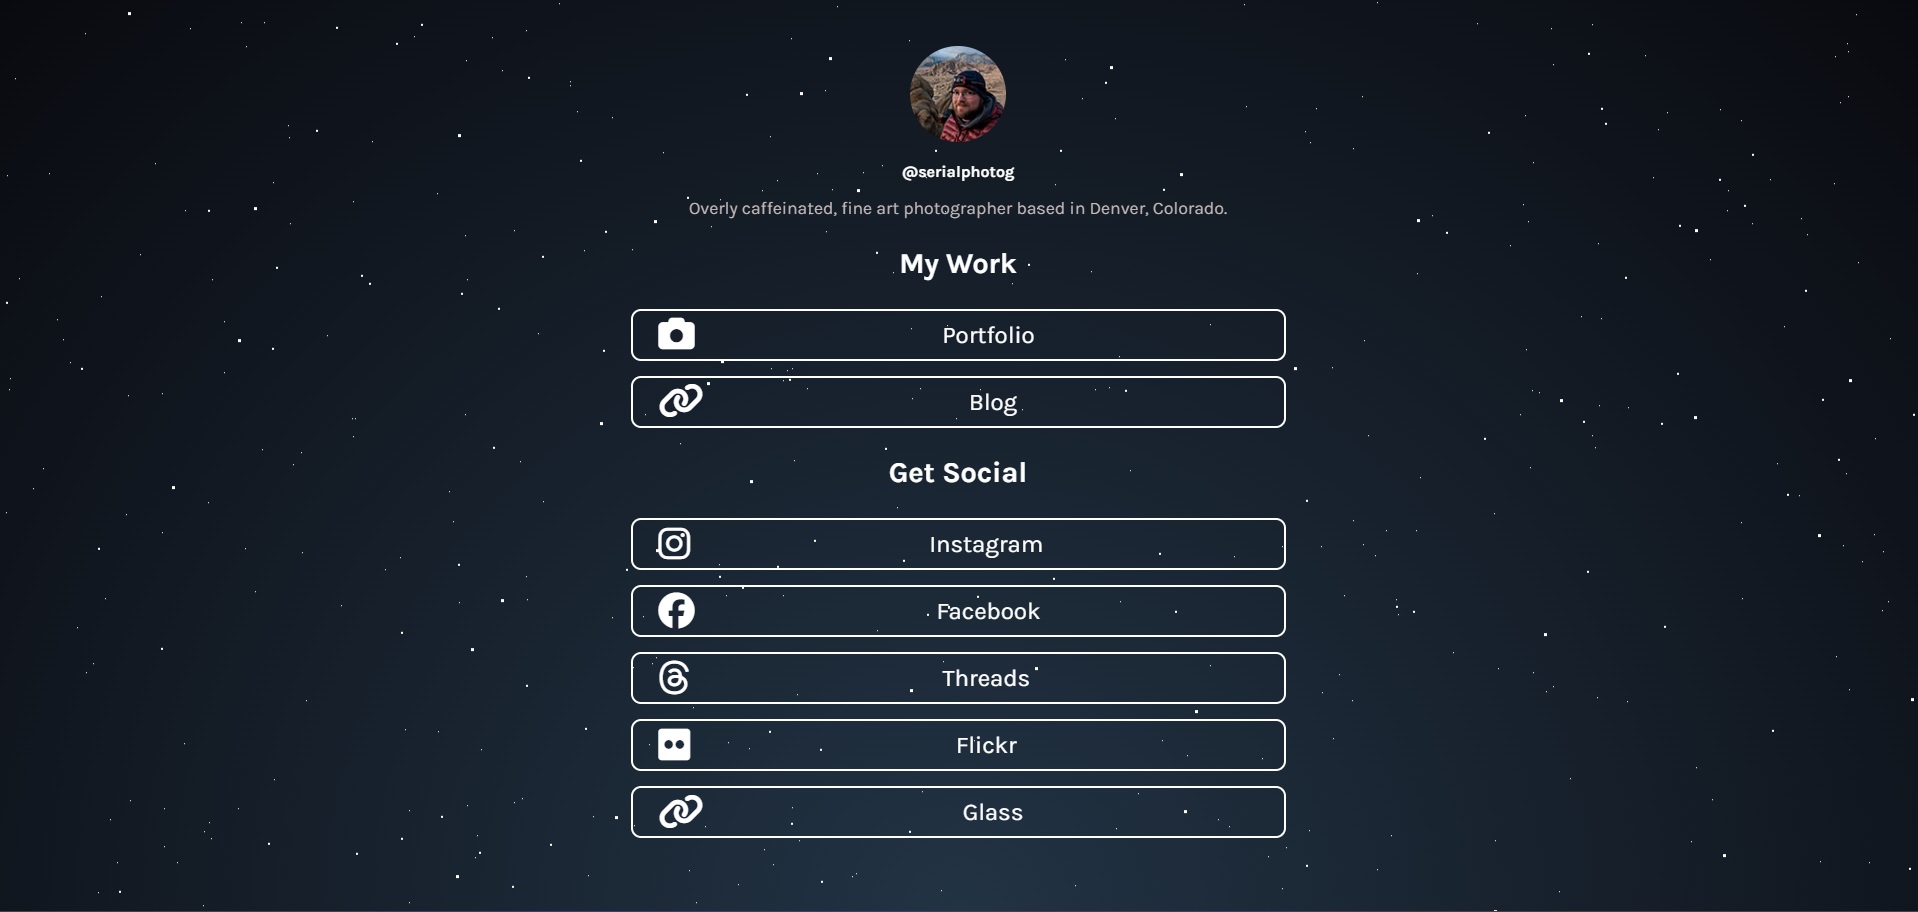 @serialphotog
Overly caffeinated, fine art photographer based in Denver, Colorado.
My Work
Portfolio
Blog
Get Social
Instagram
Facebook
Threads
Flickr
Glass